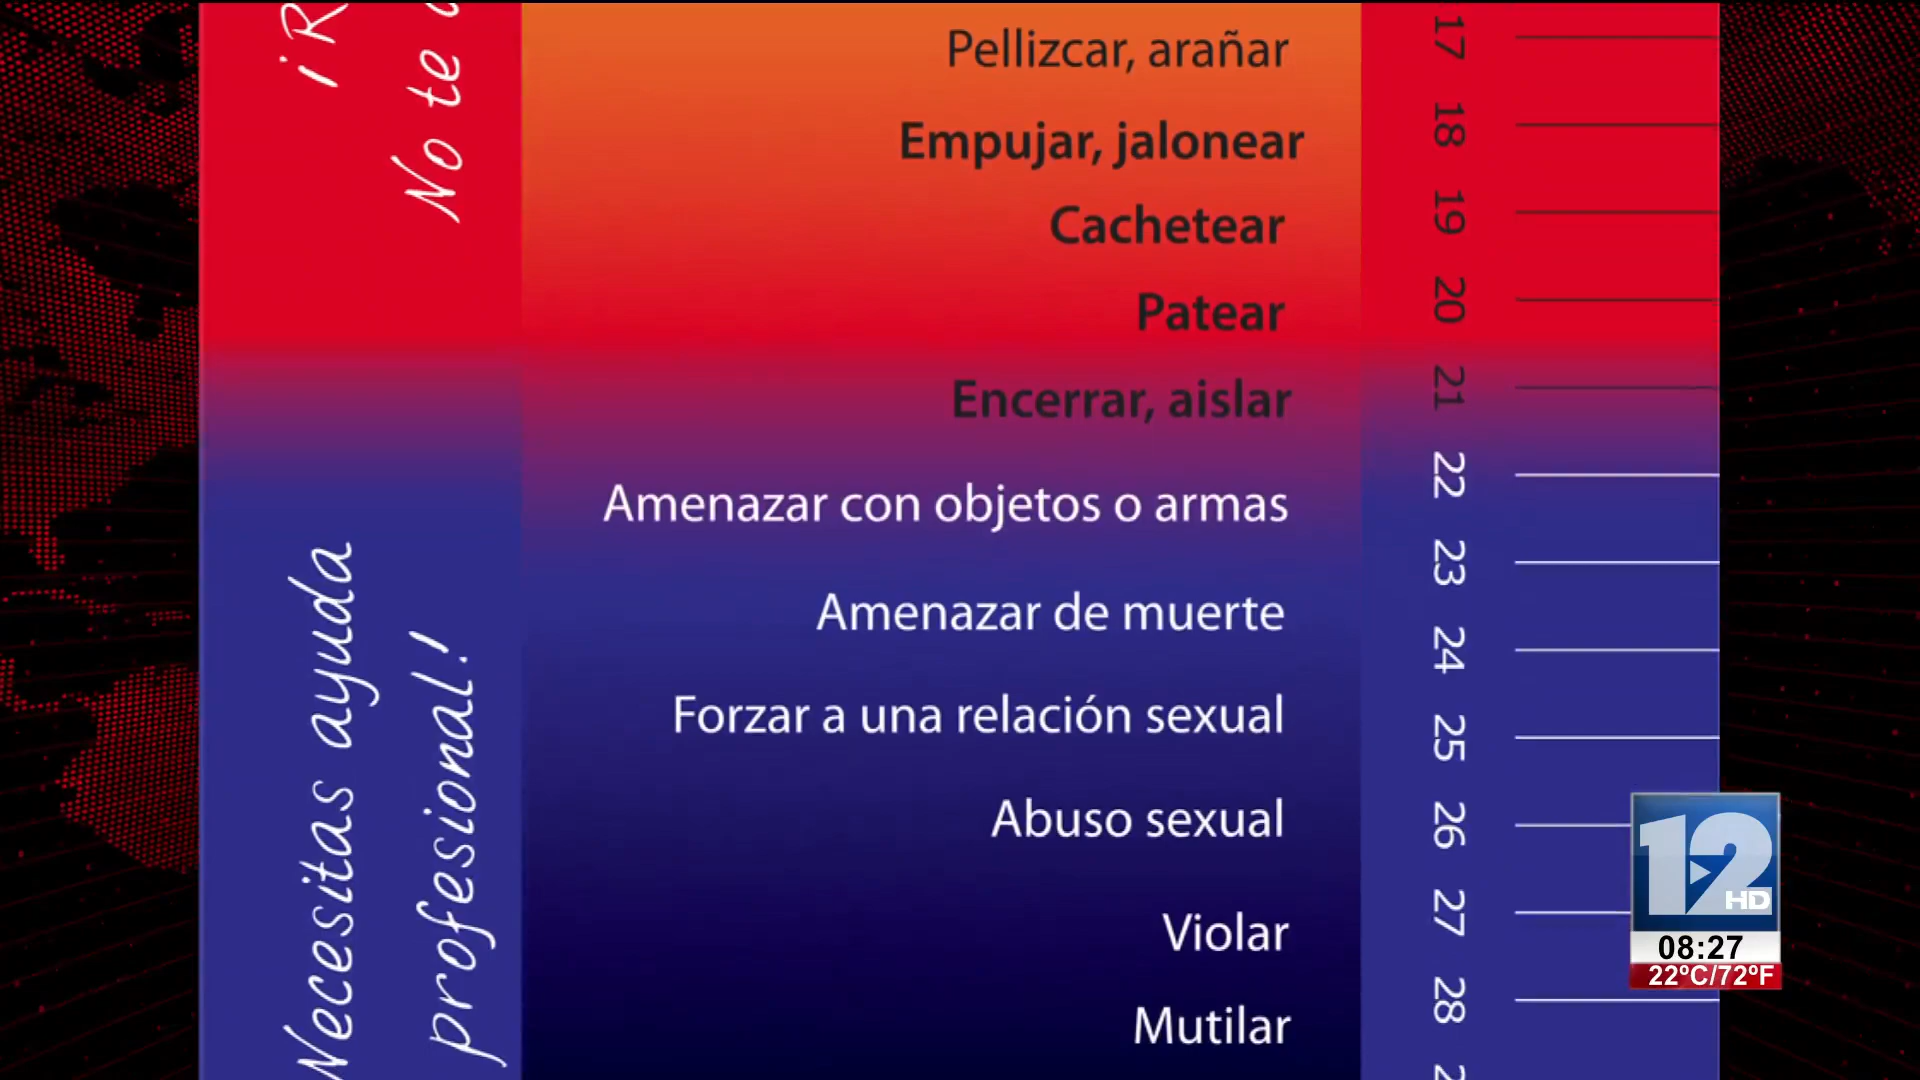 ¡R
No te
Necesitas ayuda
profesional!
Pellizcar, arañar
Empujar, jalonear
Cachetear
Patear
Encerrar, aislar
Amenazar con objetos o armas
Amenazar de muerte
Forzar a una relación sexual
Abuso sexual
Violar
Mutilar
17
18
19
20
21
22
23
24
25
26
27
28
12
HD
08:27
22ºC/72ºF